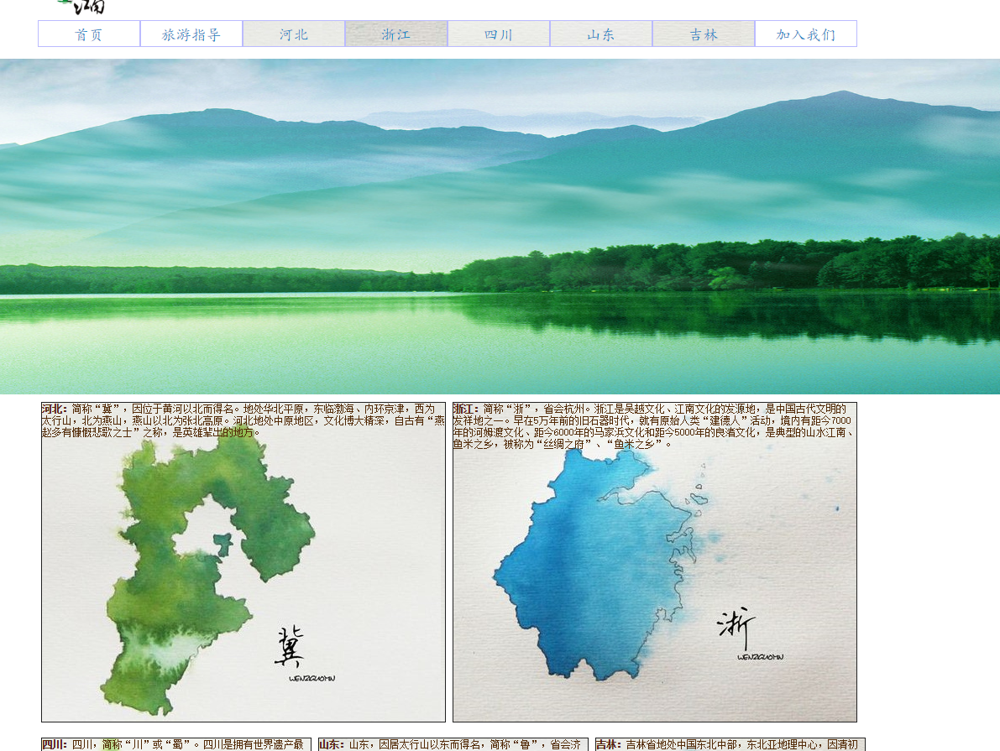 首页 旅游指导 河北 浙江 四川 山东 吉林 加入我们
河北：简称“冀”，因位于黄河以北而得名。地处华北平原，东临渤海、内环京津，西为
太行山，北为燕山，燕山以北为张北高原。河北地处中原地区，文化博大精深，自古有“燕
赵多有慷慨悲歌之士”之称，是英雄辈出的地方。
浙江：简称“浙”，省会杭州。浙江是吴越文化、江南文化的发源地，是中国古代文明的
发祥地之一。早在5万年前的旧石器时代，就有原始人类“建德人”活动，境内有距今7000
年的河姆渡文化、距今6000年的马家浜文化和距今5000年的良渚文化，是典型的山水江南、
鱼米之乡，被称为“丝绸之府”、“鱼米之乡”。
冀
WENZGUOMIN
浙
WENZGUOMIN
四川：四川，简称“川”或“蜀”。四川是拥有世界遗产最
山东：山东，因居太行山以东而得名，简称“鲁”，省会济
吉林：吉林省地处中国东北中部，东北亚地理中心，因清初